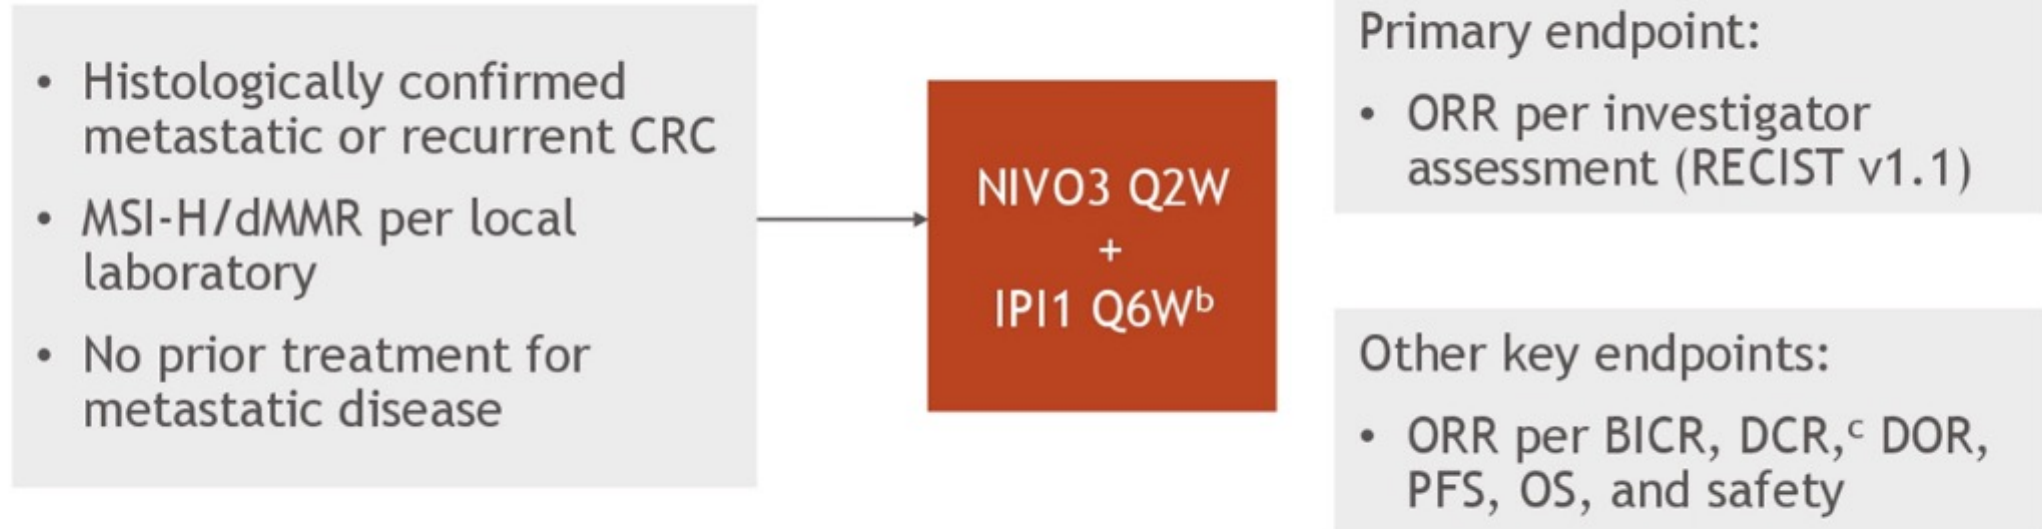 • Histologically confirmed
metastatic or recurrent CRC
• MSI-H/dMMR per local
laboratory
• No prior treatment for
metastatic disease
NIVO3 Q2W
+
IPI1 Q6Wᵇ
Primary endpoint:
• ORR per investigator
assessment (RECIST v1.1)
Other key endpoints:
• ORR per BICR, DCR,ᶜ DOR,
PFS, OS, and safety